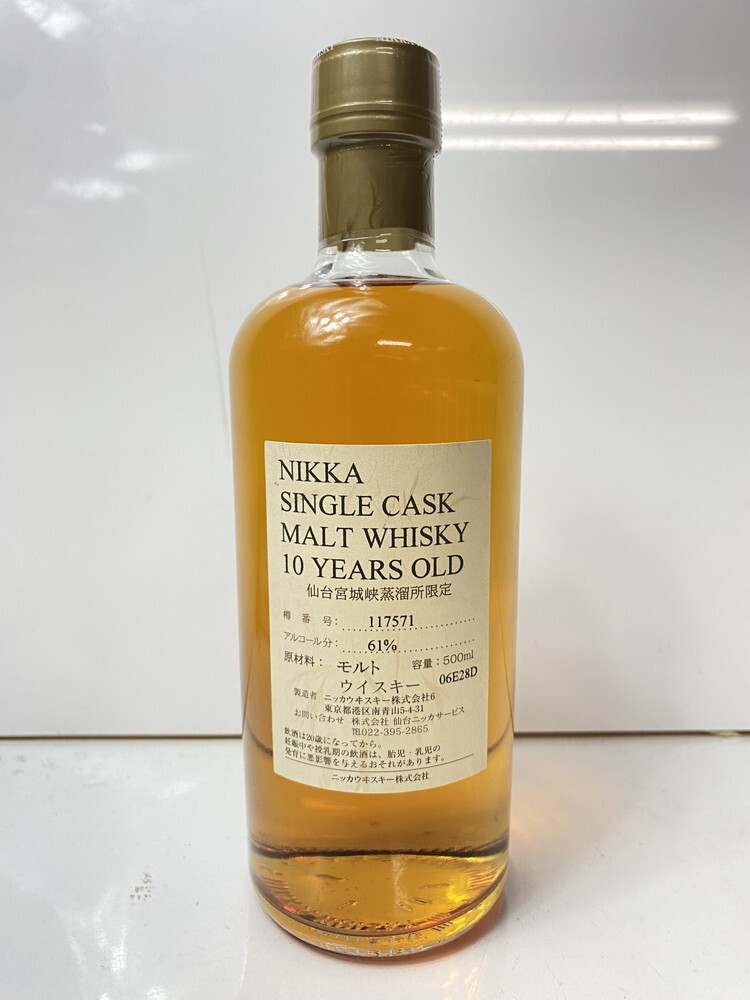 NIKKA
SINGLE CASK
MALT WHISKY
10 YEARS OLD
仙台宮城峡蒸溜所限定
樽番号: 117571
アルコール分: 61%
原材料: モルト 容量: 500ml
ウイスキー 06E28D
製造者 ニッカウヰスキー株式会社6
東京都港区南青山5-4-31
お問い合わせ 株式会社 仙台ニッカサービス
℡022-395-2865
飲酒は20歳になってから。
妊娠中や授乳期の飲酒は、胎児・乳児の
発育に悪影響を与えるおそれがあります。
ニッカウヰスキー株式会社